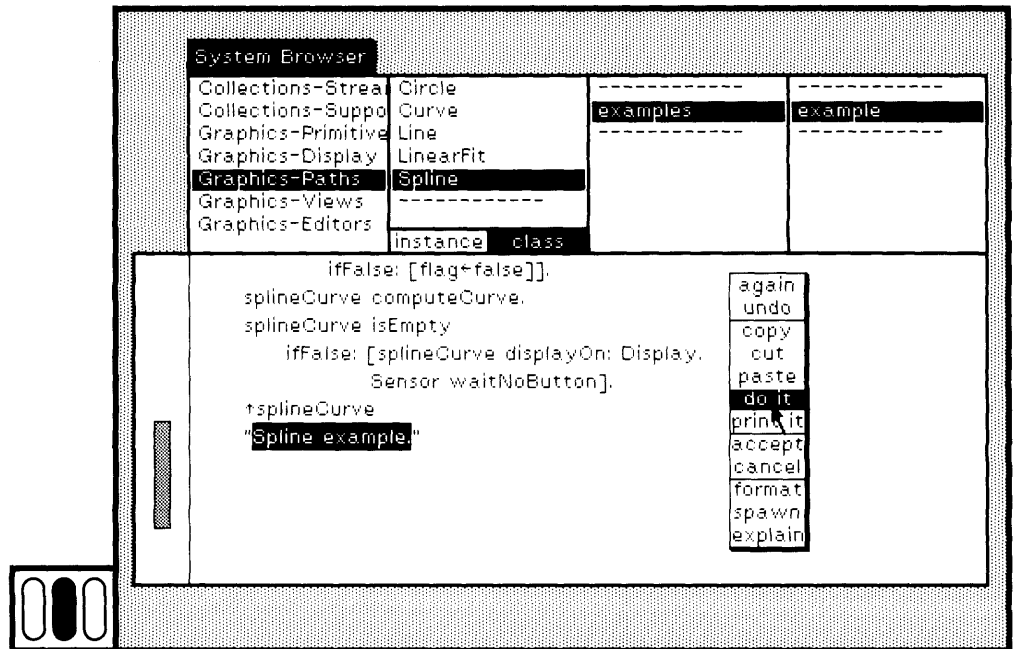 System Browser
Collections-Strea
Collections-Suppo
Graphics-Primitive
Graphics-Display
Graphics-Paths
Graphics-Views
Graphics-Editors
Circle
Curve
Line
LinearFit
Spline
------------
instance class
------------
examples
------------
------------
example
------------
ifFalse: [flag←false]].
splineCurve computeCurve.
splineCurve isEmpty
ifFalse: [splineCurve displayOn: Display.
Sensor waitNoButton].
↑splineCurve
"Spline example."
again
undo
copy
cut
paste
do it
print it
accept
cancel
format
spawn
explain